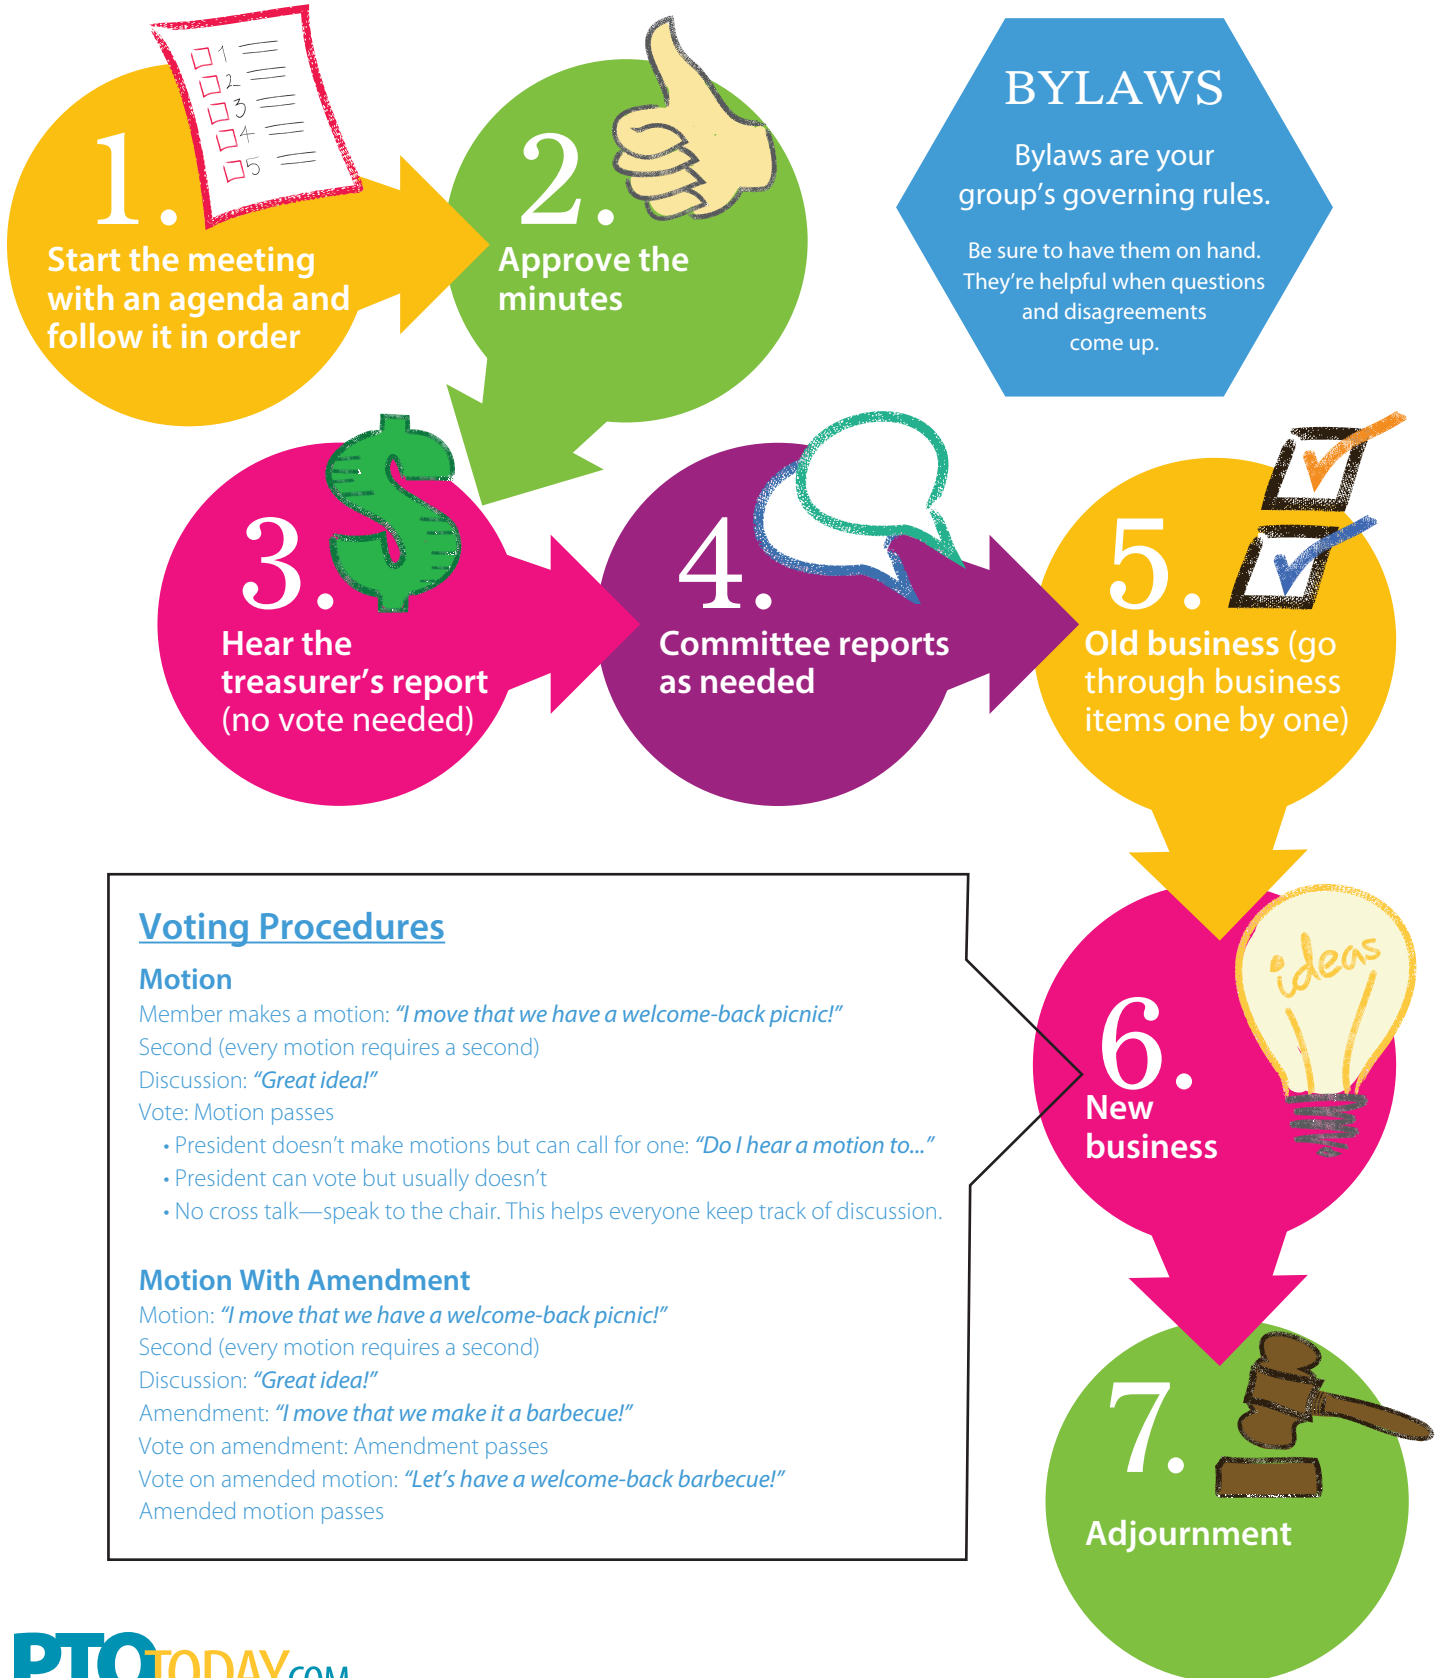 1
2
3
4
5
1.
Start the meeting
with an agenda and
follow it in order
2.
Approve the
minutes
BYLAWS
Bylaws are your
group's governing rules.
Be sure to have them on hand.
They're helpful when questions
and disagreements
come up.
3.
Hear the
treasurer's report
(no vote needed)
4.
Committee reports
as needed
5.
Old business (go
through business
items one by one)
Voting Procedures
Motion
Member makes a motion: “I move that we have a welcome-back picnic!”
Second (every motion requires a second)
Discussion: “Great idea!”
Vote: Motion passes
• President doesn't make motions but can call for one: “Do I hear a motion to...”
• President can vote but usually doesn't
• No cross talk—speak to the chair. This helps everyone keep track of discussion.
Motion With Amendment
Motion: “I move that we have a welcome-back picnic!”
Second (every motion requires a second)
Discussion: “Great idea!”
Amendment: “I move that we make it a barbecue!”
Vote on amendment: Amendment passes
Vote on amended motion: “Let's have a welcome-back barbecue!”
Amended motion passes
ideas
6.
New
business
7.
Adjournment
PTOTODAY.COM